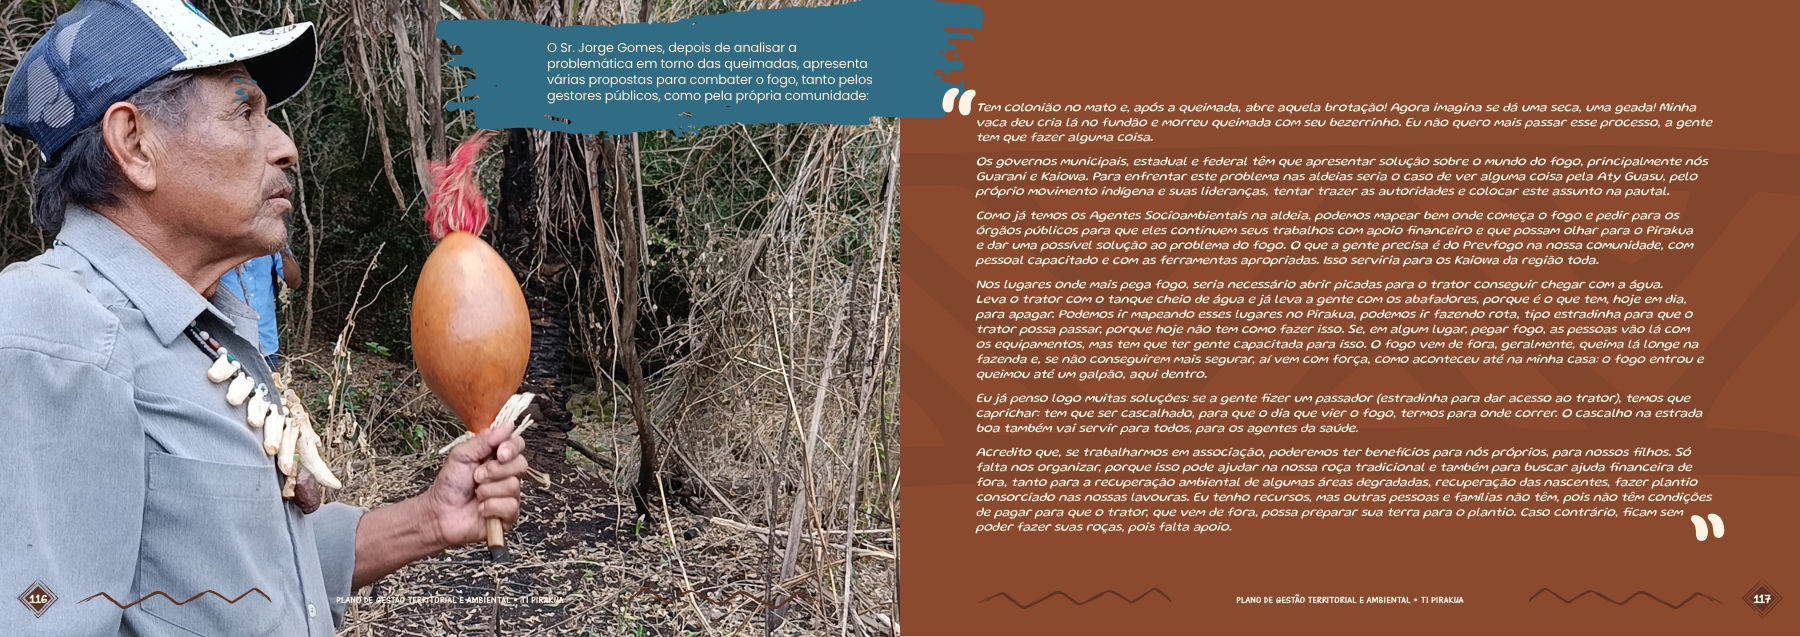 O Sr. Jorge Gomes, depois de analisar a
problemática em torno das queimadas, apresenta
várias propostas para combater o fogo, tanto pelos
gestores públicos, como pela própria comunidade:
“
Tem colonião no mato e, após a queimada, abre aquela brotação! Agora imagina se dá uma seca, uma geada! Minha
vaca deu cria lá no fundão e morreu queimada com seu bezerrinho. Eu não quero mais passar esse processo, a gente
tem que fazer alguma coisa.
Os governos municipais, estadual e federal têm que apresentar solução sobre o mundo do fogo, principalmente nós
Guarani e Kaiowa. Para enfrentar este problema nas aldeias seria o caso de ver alguma coisa pela Aty Guasu, pelo
próprio movimento indígena e suas lideranças, tentar trazer as autoridades e colocar este assunto na pauta!.
Como já temos os Agentes Socioambientais na aldeia, podemos mapear bem onde começa o fogo e pedir para os
órgãos públicos para que eles continuem seus trabalhos com apoio financeiro e que possam olhar para o Pirakua
e dar uma possível solução ao problema do fogo. O que a gente precisa é do Prevfogo na nossa comunidade, com
pessoal capacitado e com as ferramentas apropriadas. Isso serviria para os Kaiowa da região toda.
Nos lugares onde mais pega fogo, seria necessário abrir picadas para o trator conseguir chegar com a água.
Leva o trator com o tanque cheio de água e já leva a gente com os abafadores, porque é o que tem, hoje em dia,
para apagar. Podemos ir mapeando esses lugares no Pirakua, podemos ir fazendo rota, tipo estradinha para que o
trator possa passar, porque hoje não tem como fazer isso. Se, em algum lugar, pegar fogo, as pessoas vão lá com
os equipamentos, mas tem que ter gente capacitada para isso. O fogo vem de fora, geralmente, queima lá longe na
fazenda e, se não conseguirem mais segurar, aí vem com força, como aconteceu até na minha casa: o fogo entrou e
queimou até um galpão, aqui dentro.
Eu já penso logo muitas soluções: se a gente fizer um passador (estradinha para dar acesso ao trator), temos que
caprichar: tem que ser cascalhado, para que o dia que vier o fogo, termos para onde correr. O cascalho na estrada
boa também vai servir para todos, para os agentes da saúde.
Acredito que, se trabalharmos em associação, poderemos ter benefícios para nós próprios, para nossos filhos. Só
falta nos organizar, porque isso pode ajudar na nossa roça tradicional e também para buscar ajuda financeira de
fora, tanto para a recuperação ambiental de algumas áreas degradadas, recuperação das nascentes, fazer plantio
consorciado nas nossas lavouras. Eu tenho recursos, mas outras pessoas e famílias não têm, pois não têm condições
de pagar para que o trator, que vem de fora, possa preparar sua terra para o plantio. Caso contrário, ficam sem
poder fazer suas roças, pois falta apoio.
”
116
PLANO DE GESTÃO TERRITORIAL E AMBIENTAL • TI PIRAKUA
PLANO DE GESTÃO TERRITORIAL E AMBIENTAL • TI PIRAKUA
117